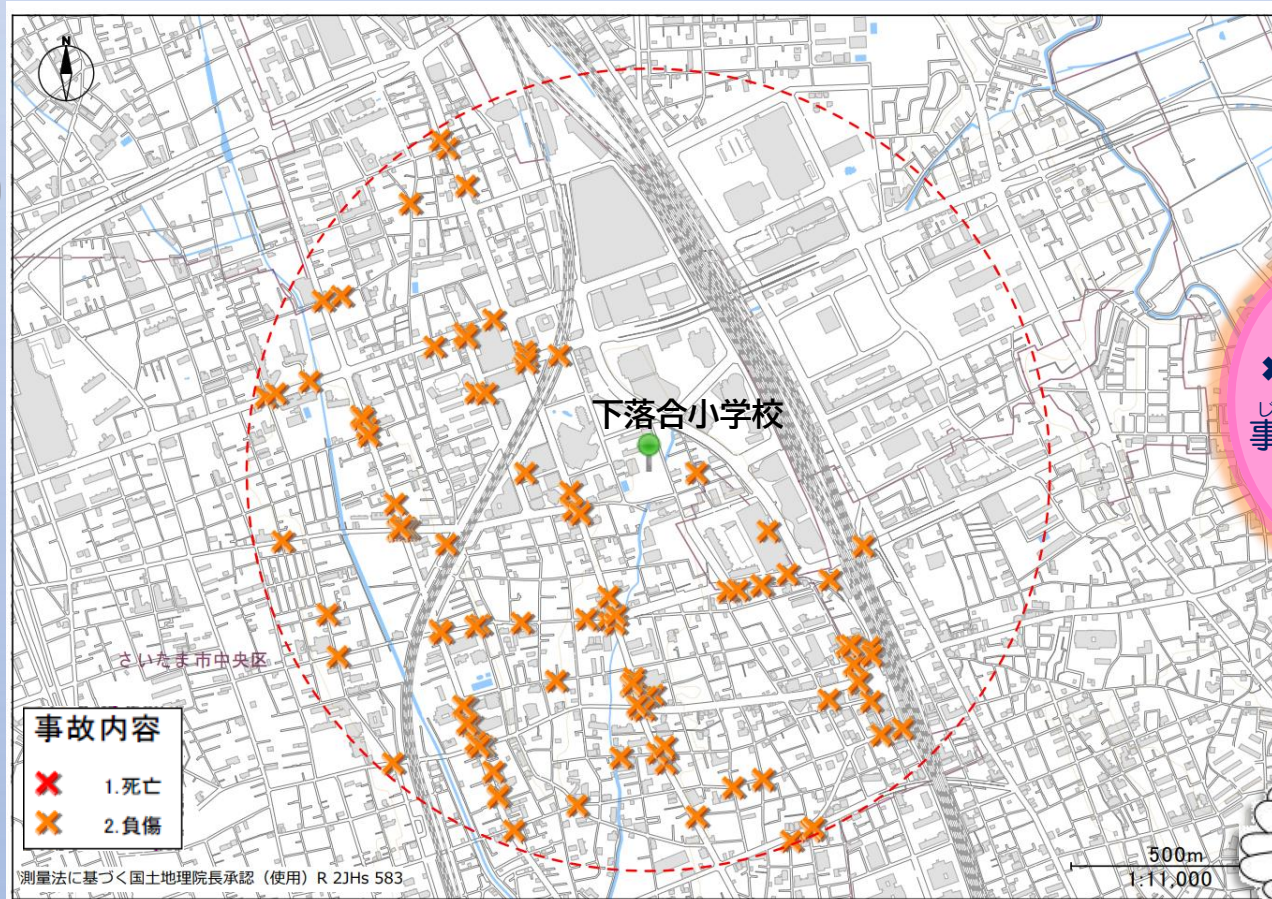 N
下落合小学校
じ
事
さいたま市中央区
事故内容
1.死亡
2.負傷
500m
1:11,000
測量法に基づく国土地理院長承認（使用）R 2JHs 583